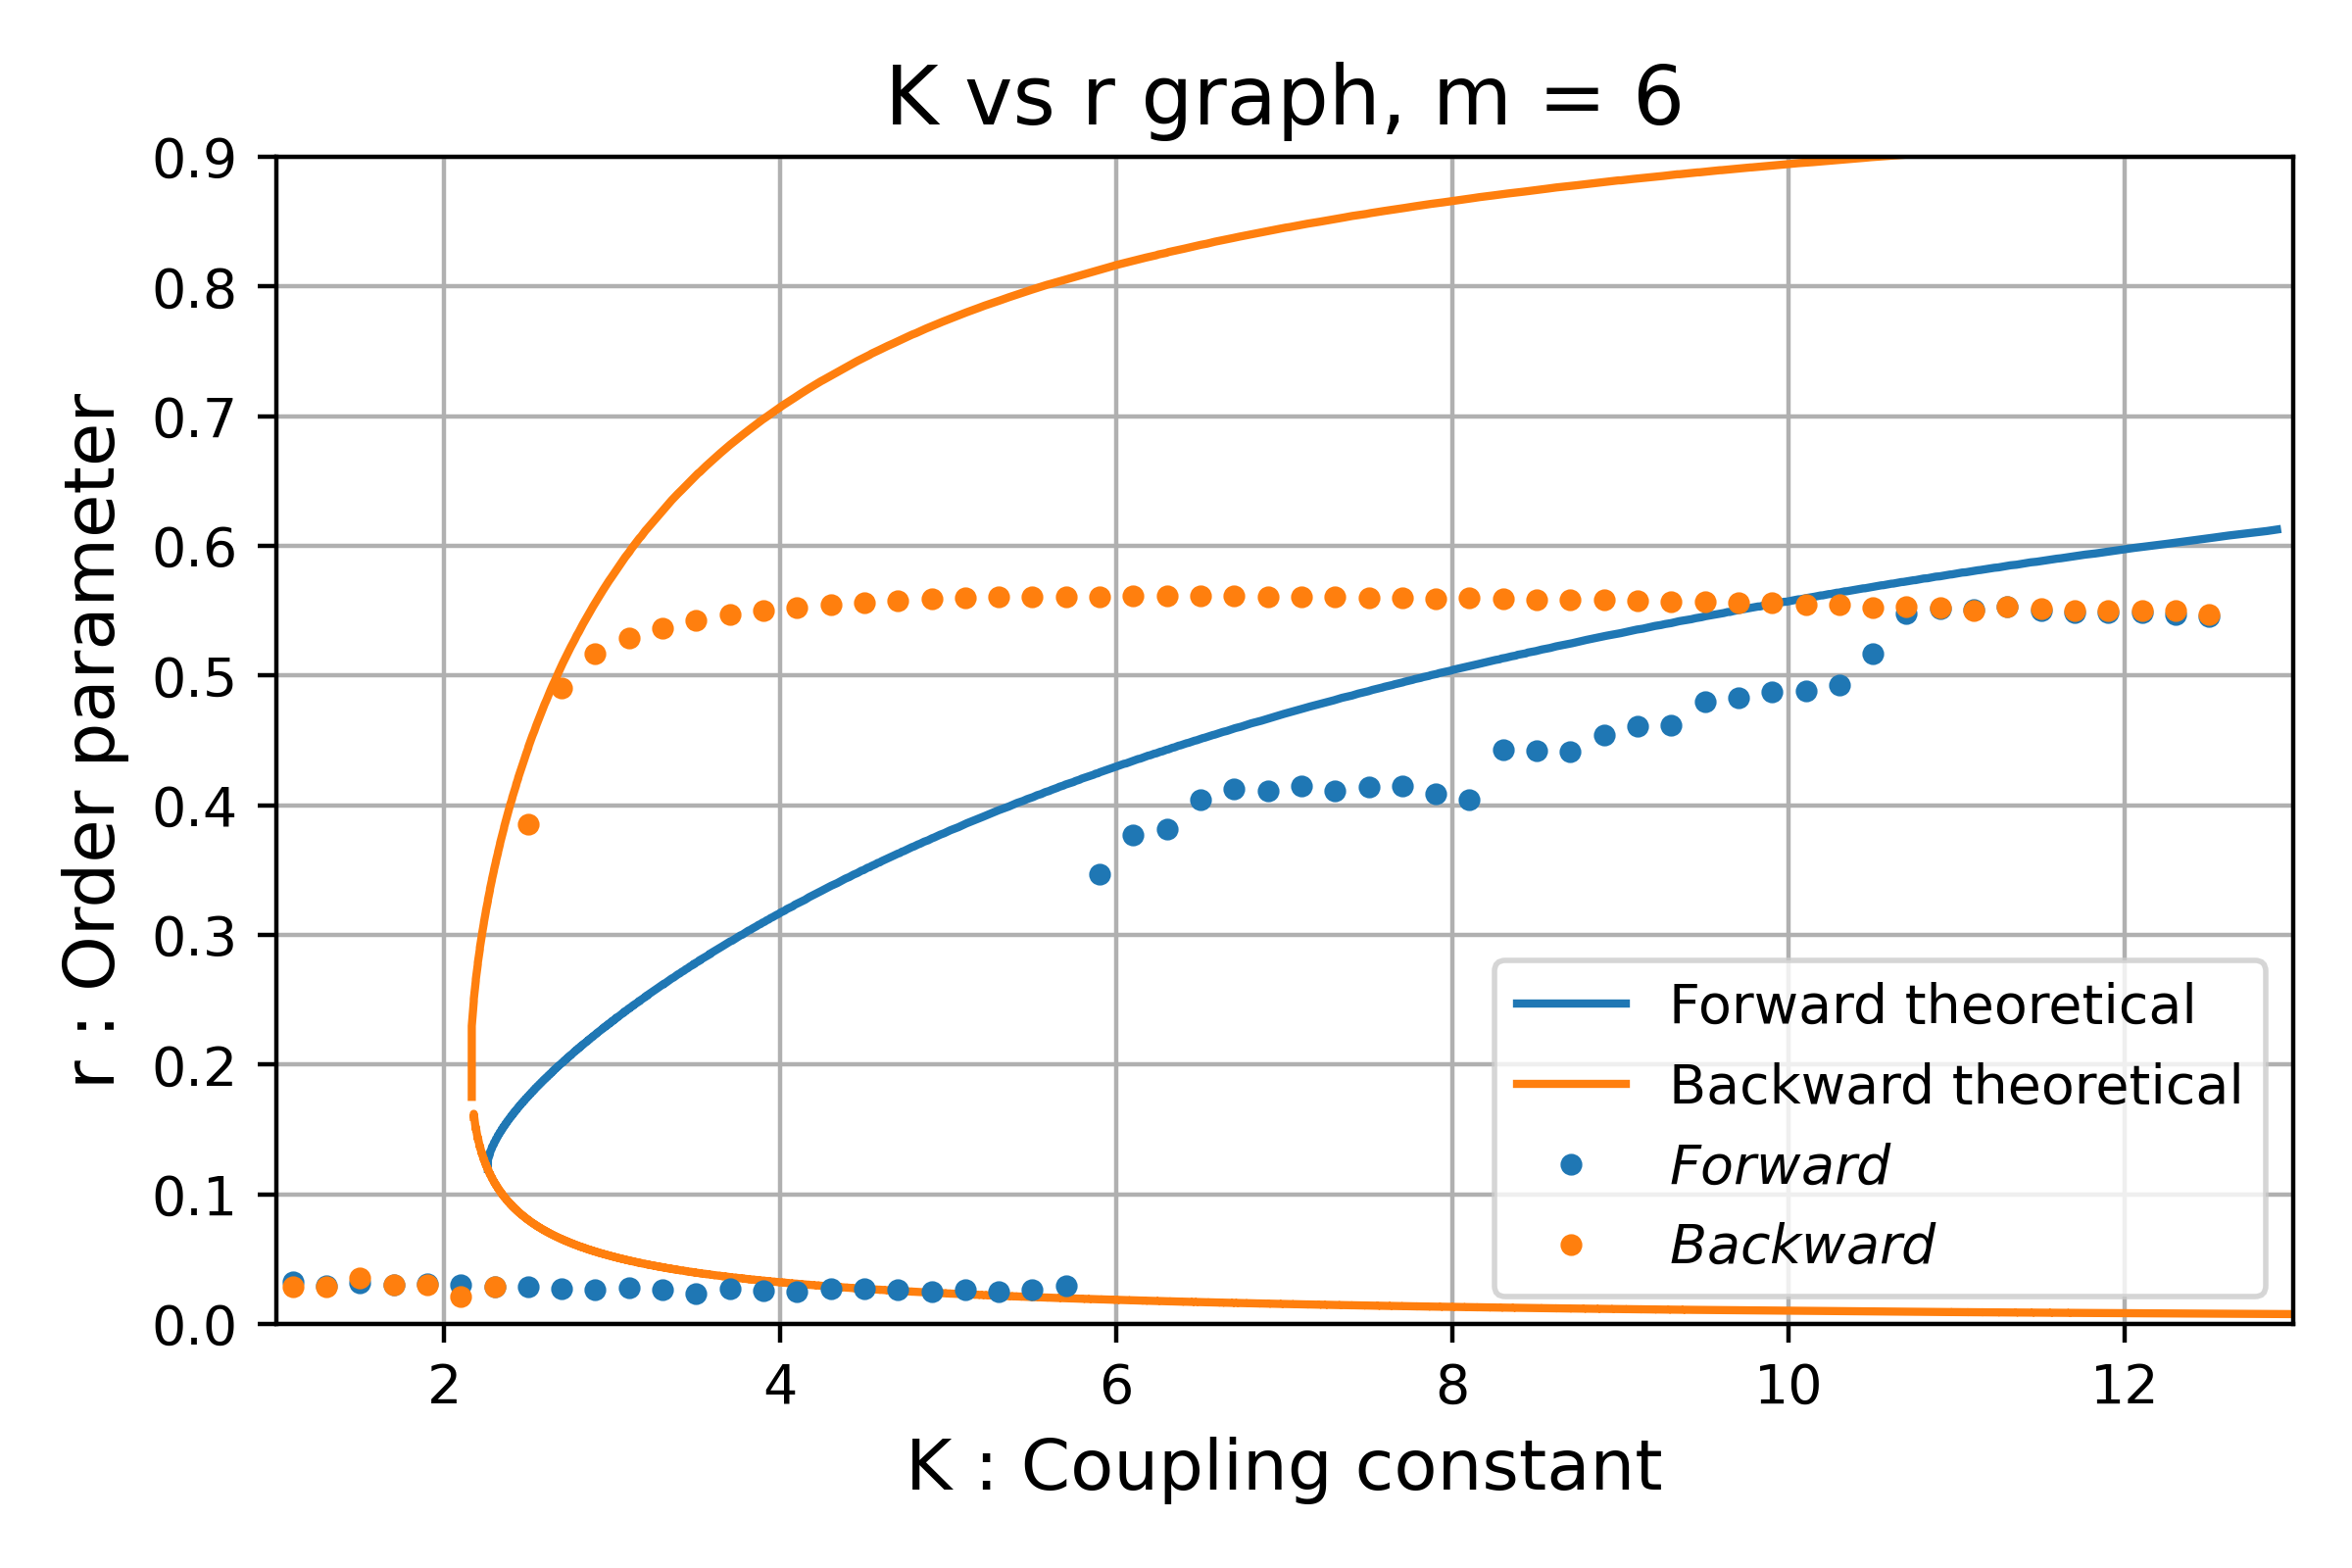 K vs r graph, m = 6
r : Order parameter
0.9
0.8
0.7
0.6
0.5
0.4
0.3
0.2
0.1
0.0
Forward theoretical
Backward theoretical
Forward
Backward
2 4 6 8 10 12
K : Coupling constant